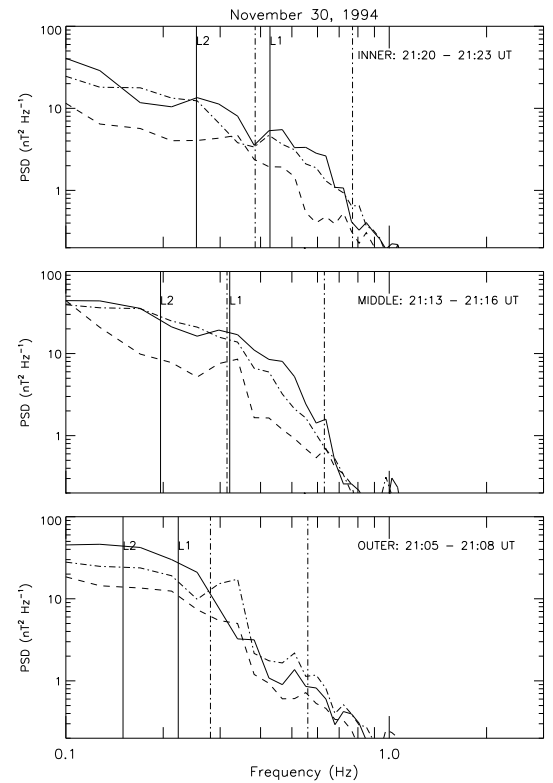 November 30, 1994
100
10
1
PSD (nT² Hz⁻¹)
L2
L1
INNER: 21:20 – 21:23 UT
100
10
1
PSD (nT² Hz⁻¹)
L2
L1
MIDDLE: 21:13 – 21:16 UT
100
10
1
PSD (nT² Hz⁻¹)
L2
L1
OUTER: 21:05 – 21:08 UT
0.1
1.0
Frequency (Hz)